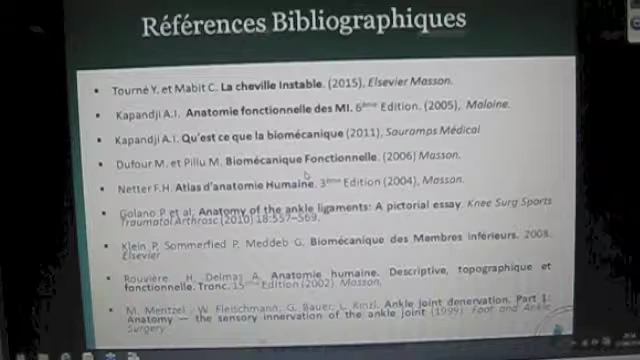 Références Bibliographiques
• Tourné Y. et Mabit C. La cheville Instable. (2015), Elsevier Masson.
• Kapandji A.I. Anatomie fonctionnelle des MI. 6ème Edition. (2005), Maloine.
• Kapandji A.I. Qu'est ce que la biomécanique (2011), Sauramps Médical
• Dufour M. et Pillu M. Biomécanique Fonctionnelle. (2006) Masson.
• Netter F.H. Atlas d'anatomie Humaine. 3ème Edition (2004), Masson.
• Golano P. et al. Anatomy of the ankle ligaments: A pictorial essay. Knee Surg Sports
Traumatol Arthrosc (2010) 18:557–569.
• Klein P, Sommerfied P, Meddeb G. Biomécanique des Membres inférieurs. 2008.
Elsevier
• Rouvière H, Delmas A. Anatomie humaine. Descriptive, topographique et
fonctionnelle. Tronc. 15ème Edition (2002). Masson.
• M. Mentzel, W. Fleischmann, G. Bauer, L. Kinzl. Ankle joint denervation. Part 1:
Anatomy — the sensory innervation of the ankle joint (1999) Foot and Ankle
Surgery.